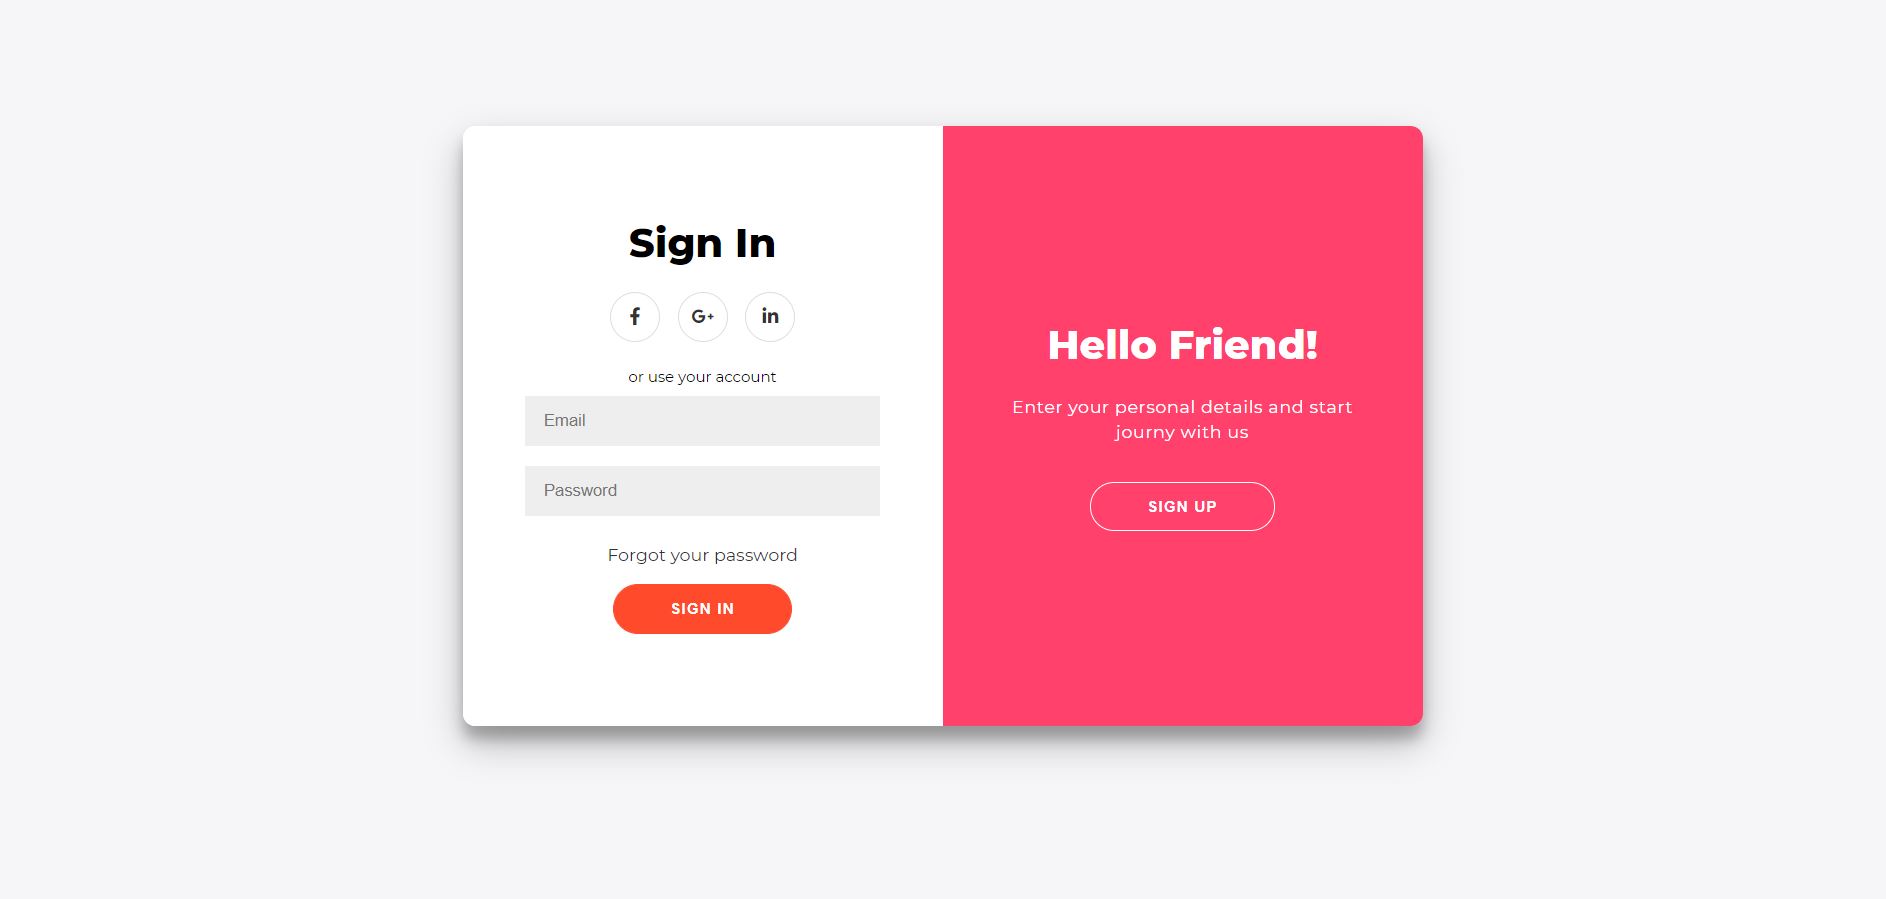 Sign In
f
G+
in
or use your account
Email
Password
Forgot your password
SIGN IN
Hello Friend!
Enter your personal details and start
journy with us
SIGN UP